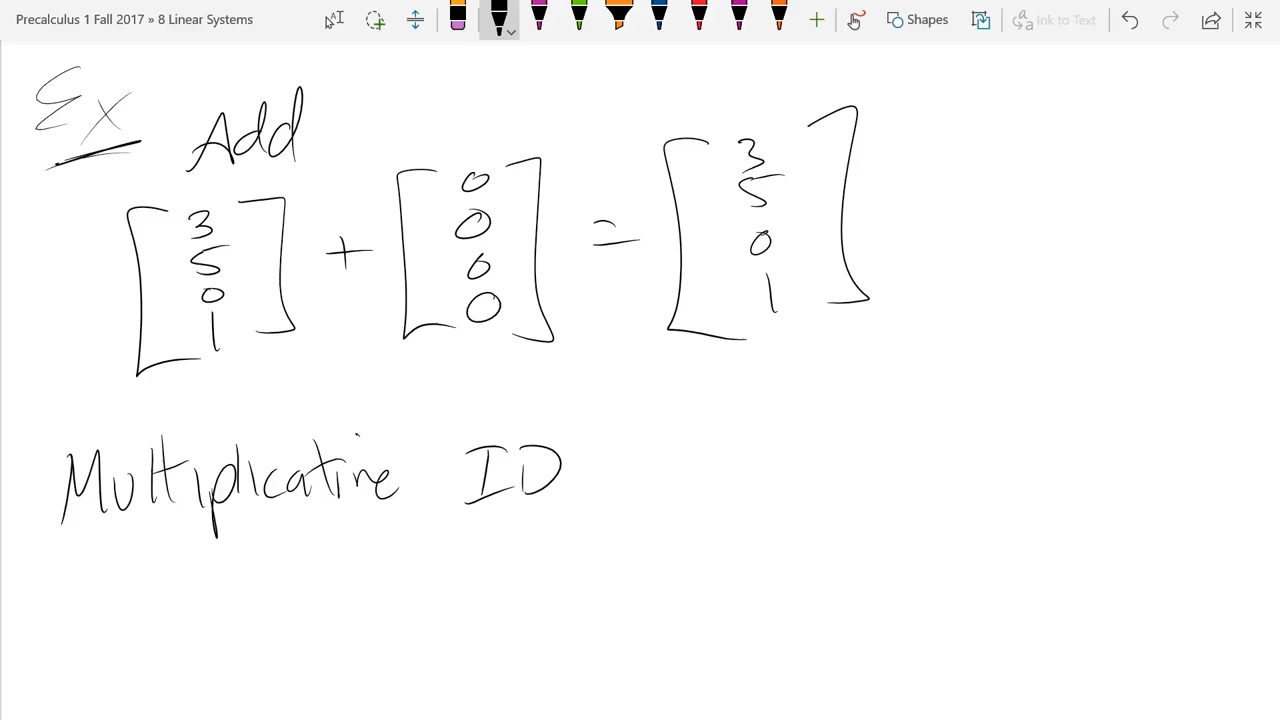 Precalculus 1 Fall 2017 » 8 Linear Systems Shapes Ink to Text
Ex Add
[3 5 0 1] + [0 0 0 0] = [3 5 0 1]
Multiplicative ID